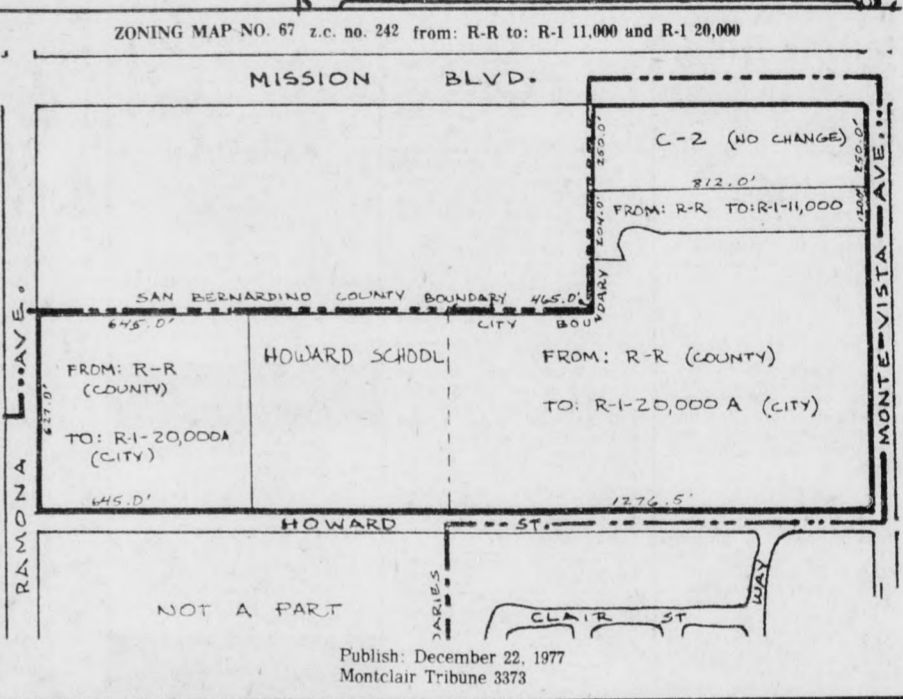 ZONING MAP NO. 67 z.c. no. 242 from: R-R to: R-1 11,000 and R-1 20,000
MISSION BLVD.
C-2 (NO CHANGE)
250.0'
250.0'
812.0'
FROM: R-R TO: R-1-11,000
204.0'
SAN BERNARDINO COUNTY BOUNDARY 465.0'
CITY BOUNDARY
645.0'
HOWARD SCHOOL
FROM: R-R
(COUNTY)
TO: R-1-20,000A
(CITY)
627.0'
645.0'
FROM: R-R (COUNTY)
TO: R-1-20,000 A (CITY)
1276.5'
RAMONA AVE.
MONTE VISTA AVE.
HOWARD ST.
NOT A PART
DARIES
CLAIR ST
WAY
Publish: December 22, 1977
Montclair Tribune 3373